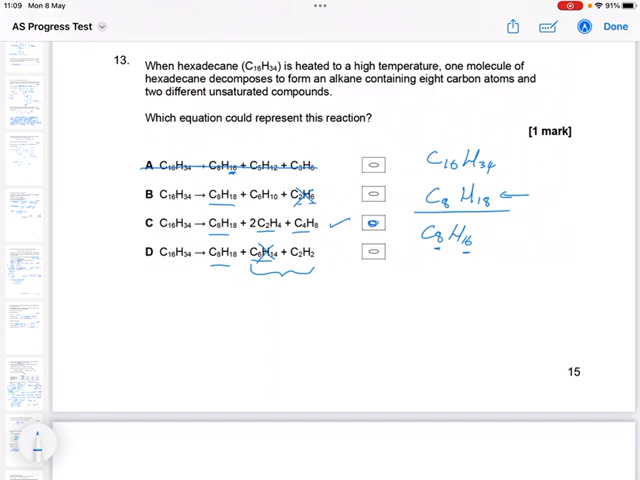 11:09 Mon 8 May
91%
AS Progress Test
Done
13. When hexadecane (C₁₆H₃₄) is heated to a high temperature, one molecule of
hexadecane decomposes to form an alkane containing eight carbon atoms and
two different unsaturated compounds.
Which equation could represent this reaction?
[1 mark]
A C₁₆H₃₄ → C₈H₁₆ + C₅H₁₂ + C₃H₆
B C₁₆H₃₄ → C₈H₁₈ + C₆H₁₀ + C₂H₆
C C₁₆H₃₄ → C₈H₁₈ + 2C₂H₄ + C₄H₈
D C₁₆H₃₄ → C₈H₁₈ + C₆H₁₄ + C₂H₂
C₁₆H₃₄
C₈H₁₈ ←
C₈H₁₆
15